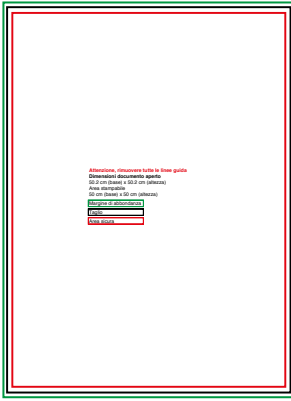 Attenzione, rimuovere tutte le linee guida
Dimensioni documento aperto
50.2 cm (base) x 50.2 cm (altezza)
Area stampabile
50 cm (base) x 50 cm (altezza)
Margine di abbondanza
Taglio
Area sicura